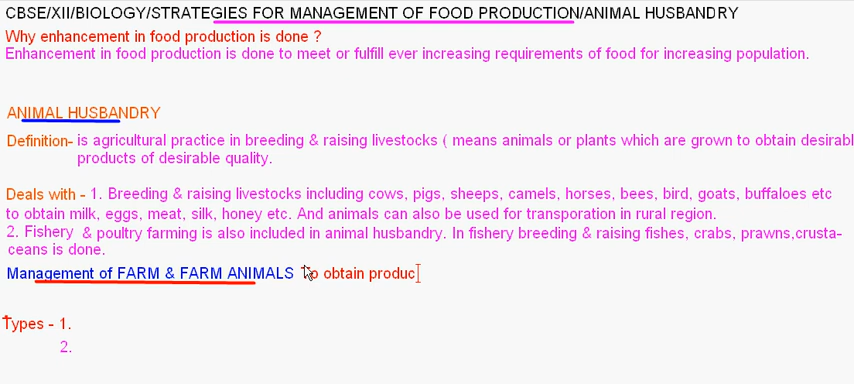 CBSE/XII/BIOLOGY/STRATEGIES FOR MANAGEMENT OF FOOD PRODUCTION/ANIMAL HUSBANDRY
Why enhancement in food production is done ?
Enhancement in food production is done to meet or fulfill ever increasing requirements of food for increasing population.
ANIMAL HUSBANDRY
Definition- is agricultural practice in breeding & raising livestocks ( means animals or plants which are grown to obtain desirabl
products of desirable quality.
Deals with - 1. Breeding & raising livestocks including cows, pigs, sheeps, camels, horses, bees, bird, goats, buffaloes etc
to obtain milk, eggs, meat, silk, honey etc. And animals can also be used for transporation in rural region.
2. Fishery & poultry farming is also included in animal husbandry. In fishery breeding & raising fishes, crabs, prawns,crusta-
ceans is done.
Management of FARM & FARM ANIMALS To obtain produc
Types - 1.
2.